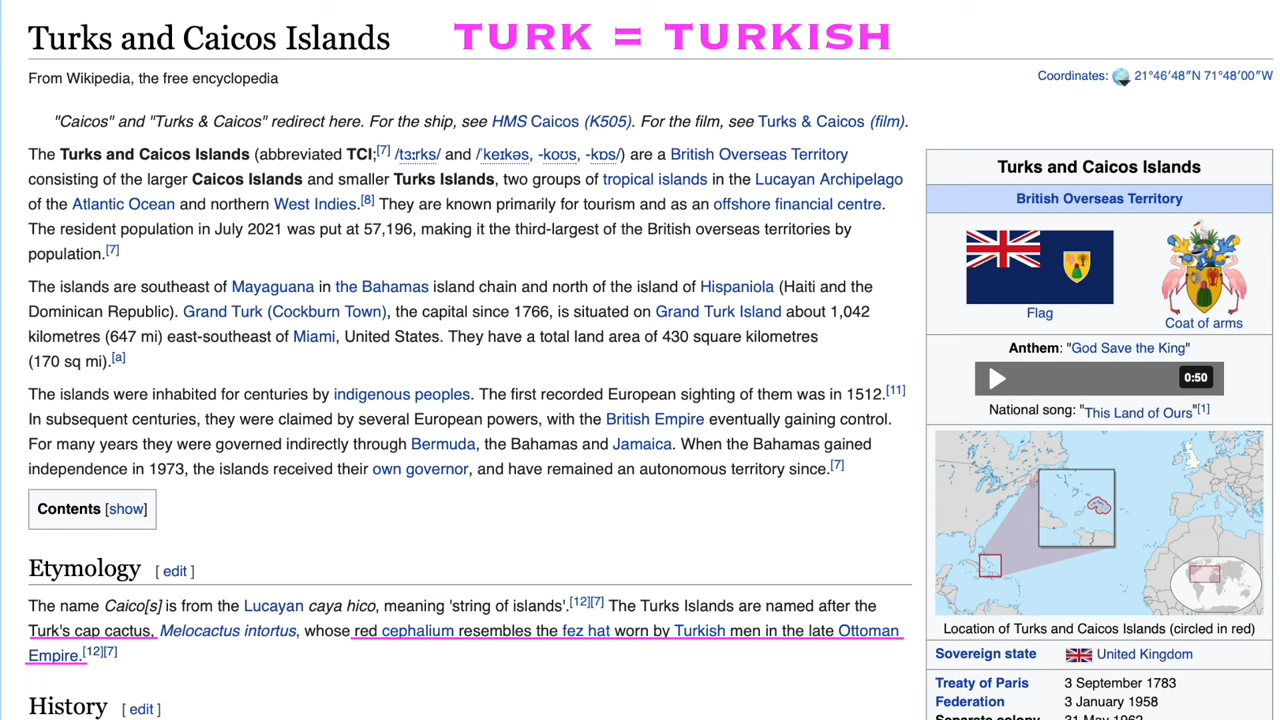 Turks and Caicos Islands
TURK = TURKISH
From Wikipedia, the free encyclopedia
Coordinates: 21°46′48″N 71°48′00″W
"Caicos" and "Turks & Caicos" redirect here. For the ship, see HMS Caicos (K505). For the film, see Turks & Caicos (film).
The Turks and Caicos Islands (abbreviated TCI;[7] /tɜːrks/ and /ˈkeɪkəs, -koʊs, -kɒs/) are a British Overseas Territory
consisting of the larger Caicos Islands and smaller Turks Islands, two groups of tropical islands in the Lucayan Archipelago
of the Atlantic Ocean and northern West Indies.[8] They are known primarily for tourism and as an offshore financial centre.
The resident population in July 2021 was put at 57,196, making it the third-largest of the British overseas territories by
population.[7]
The islands are southeast of Mayaguana in the Bahamas island chain and north of the island of Hispaniola (Haiti and the
Dominican Republic). Grand Turk (Cockburn Town), the capital since 1766, is situated on Grand Turk Island about 1,042
kilometres (647 mi) east-southeast of Miami, United States. They have a total land area of 430 square kilometres
(170 sq mi).[a]
The islands were inhabited for centuries by indigenous peoples. The first recorded European sighting of them was in 1512.[11]
In subsequent centuries, they were claimed by several European powers, with the British Empire eventually gaining control.
For many years they were governed indirectly through Bermuda, the Bahamas and Jamaica. When the Bahamas gained
independence in 1973, the islands received their own governor, and have remained an autonomous territory since.[7]
Contents [show]
Etymology [ edit ]
The name Caico[s] is from the Lucayan caya hico, meaning 'string of islands'.[12][7] The Turks Islands are named after the
Turk's cap cactus, Melocactus intortus, whose red cephalium resembles the fez hat worn by Turkish men in the late Ottoman
Empire.[12][7]
History [ edit ]
Turks and Caicos Islands
British Overseas Territory
Flag
Coat of arms
Anthem: "God Save the King"
0:50
National song: "This Land of Ours"[1]
Location of Turks and Caicos Islands (circled in red)
Sovereign state United Kingdom
Treaty of Paris 3 September 1783
Federation 3 January 1958
Separate colony 31 May 1962